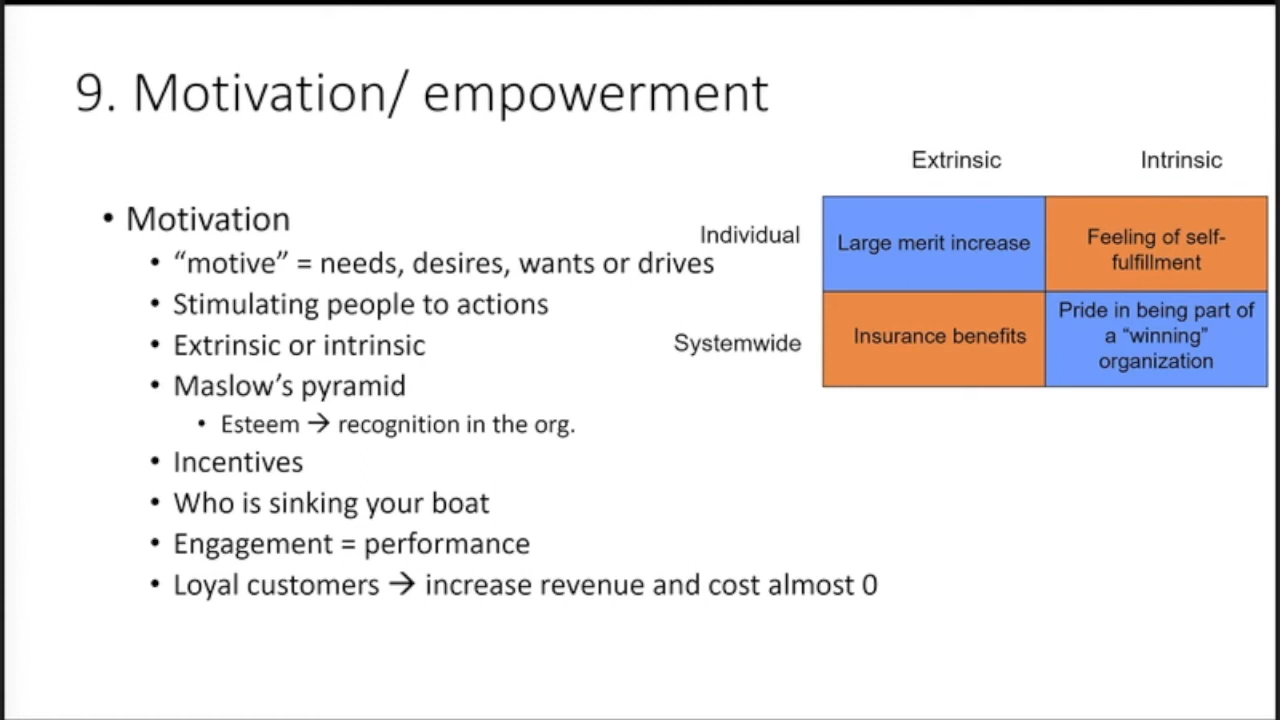 9. Motivation/ empowerment
• Motivation
• “motive” = needs, desires, wants or drives
• Stimulating people to actions
• Extrinsic or intrinsic
• Maslow’s pyramid
• Esteem → recognition in the org.
• Incentives
• Who is sinking your boat
• Engagement = performance
• Loyal customers → increase revenue and cost almost 0
Extrinsic Intrinsic
Individual
Large merit increase
Feeling of self-
fulfillment
Systemwide
Insurance benefits
Pride in being part of
a “winning”
organization